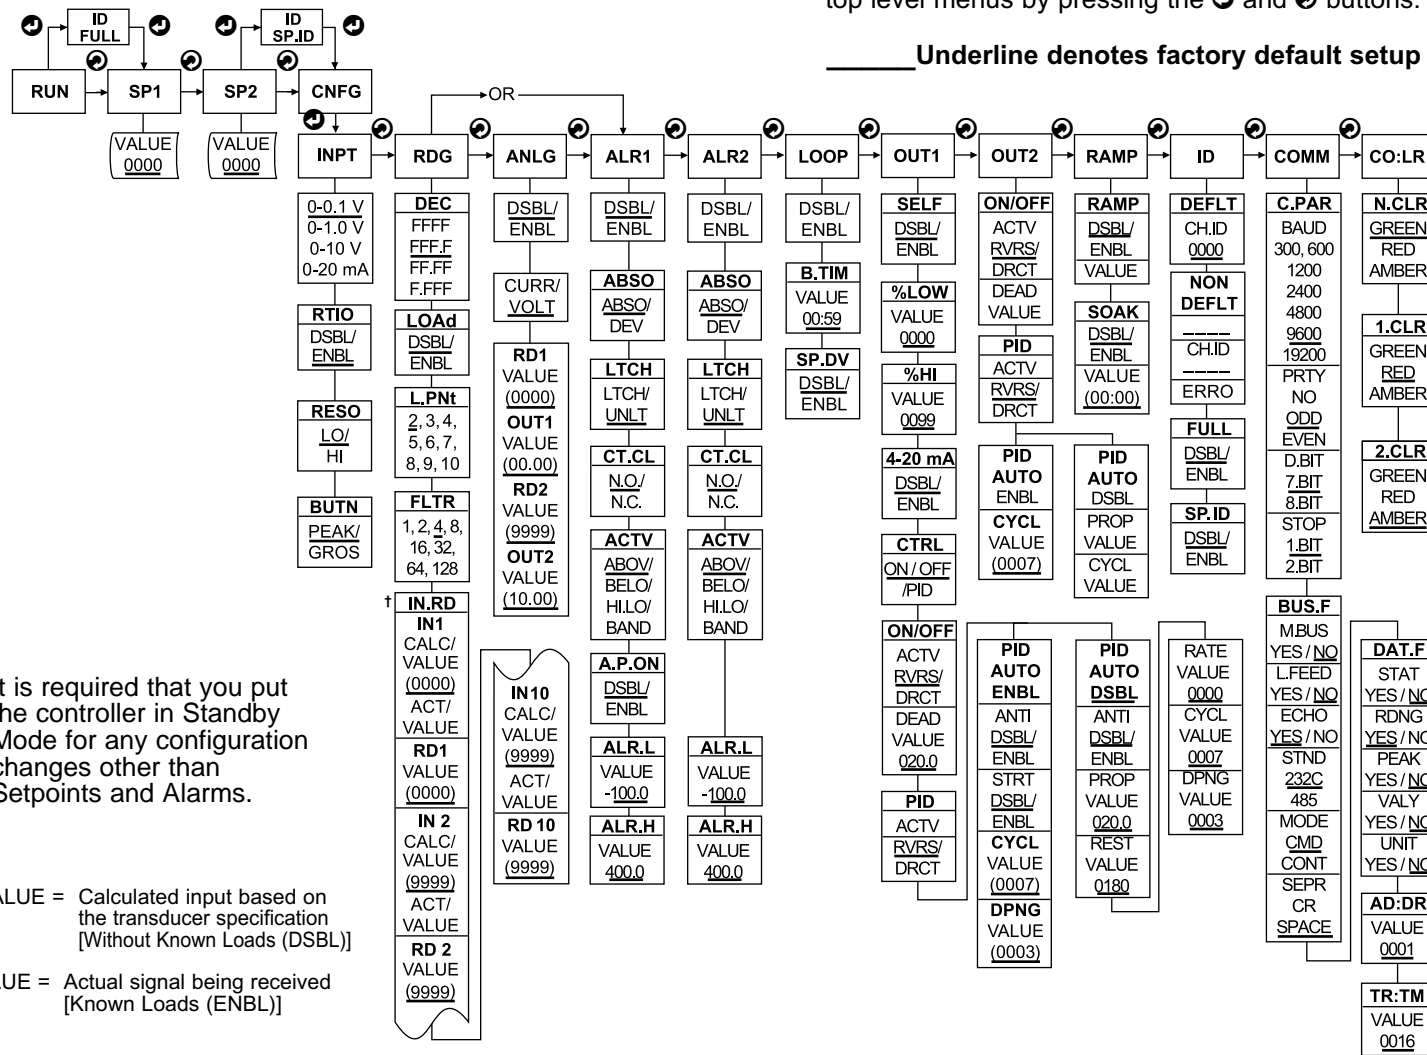 top level menus by pressing the and buttons.
______Underline denotes factory default setup
ID
FULL
ID
SP.ID
RUN
SP1
SP2
CNFG
VALUE
0000
VALUE
0000
OR
INPT
RDG
ANLG
ALR1
ALR2
LOOP
OUT1
OUT2
RAMP
ID
COMM
CO:LR
0-0.1 V
0-1.0 V
0-10 V
0-20 mA
RTIO
DSBL/
ENBL
RESO
LO/
HI
BUTN
PEAK/
GROS
DEC
FFFF
FFF.F
FF.FF
F.FFF
LOAd
DSBL/
ENBL
L.PNt
2, 3, 4,
5, 6, 7,
8, 9, 10
FLTR
1, 2, 4, 8,
16, 32,
64, 128
†
IN.RD
IN1
CALC/
VALUE
(0000)
ACT/
VALUE
RD1
VALUE
(0000)
IN 2
CALC/
VALUE
(9999)
ACT/
VALUE
RD 2
VALUE
(9999)
DSBL/
ENBL
CURR/
VOLT
RD1
VALUE
(0000)
OUT1
VALUE
(00.00)
RD2
VALUE
(9999)
OUT2
VALUE
(10.00)
IN10
CALC/
VALUE
(9999)
ACT/
VALUE
RD 10
VALUE
(9999)
DSBL/
ENBL
ABSO
ABSO/
DEV
LTCH
LTCH/
UNLT
CT.CL
N.O./
N.C.
ACTV
ABOV/
BELO/
HI.LO/
BAND
A.P.ON
DSBL/
ENBL
ALR.L
VALUE
-100.0
ALR.H
VALUE
400.0
DSBL/
ENBL
ABSO
ABSO/
DEV
LTCH
LTCH/
UNLT
CT.CL
N.O./
N.C.
ACTV
ABOV/
BELO/
HI.LO/
BAND
ALR.L
VALUE
-100.0
ALR.H
VALUE
400.0
DSBL/
ENBL
B.TIM
VALUE
00:59
SP.DV
DSBL/
ENBL
SELF
DSBL/
ENBL
%LOW
VALUE
0000
%HI
VALUE
0099
4-20 mA
DSBL/
ENBL
CTRL
ON / OFF
/PID
ON/OFF
ACTV
RVRS/
DRCT
DEAD
VALUE
020.0
PID
ACTV
RVRS/
DRCT
ON/OFF
ACTV
RVRS/
DRCT
DEAD
VALUE
PID
ACTV
RVRS/
DRCT
PID
AUTO
ENBL
CYCL
VALUE
(0007)
PID
AUTO
ENBL
ANTI
DSBL/
ENBL
STRT
DSBL/
ENBL
CYCL
VALUE
(0007)
DPNG
VALUE
(0003)
RAMP
DSBL/
ENBL
VALUE
SOAK
DSBL/
ENBL
VALUE
(00:00)
PID
AUTO
DSBL
PROP
VALUE
CYCL
VALUE
PID
AUTO
DSBL
ANTI
DSBL/
ENBL
PROP
VALUE
020.0
REST
VALUE
0180
DEFLT
CH.ID
0000
NON
DEFLT
_ _ _ _
CH.ID
_ _ _ _
ERRO
FULL
DSBL/
ENBL
SP.ID
DSBL/
ENBL
RATE
VALUE
0000
CYCL
VALUE
0007
DPNG
VALUE
0003
C.PAR
BAUD
300, 600
1200
2400
4800
9600
19200
PRTY
NO
ODD
EVEN
D.BIT
7.BIT
8.BIT
STOP
1.BIT
2.BIT
BUS.F
M.BUS
YES / NO
L.FEED
YES / NO
ECHO
YES / NO
STND
232C
485
MODE
CMD
CONT
SEPR
CR
SPACE
N.CLR
GREEN
RED
AMBER
1.CLR
GREEN
RED
AMBER
2.CLR
GREEN
RED
AMBER
DAT.F
STAT
YES / NO
RDNG
YES / NO
PEAK
YES / NO
VALY
YES / NO
UNIT
YES / NO
AD:DR
VALUE
0001
TR:TM
VALUE
0016
t is required that you put
he controller in Standby
Mode for any configuration
changes other than
Setpoints and Alarms.
ALUE = Calculated input based on
the transducer specification
[Without Known Loads (DSBL)]
UE = Actual signal being received
[Known Loads (ENBL)]